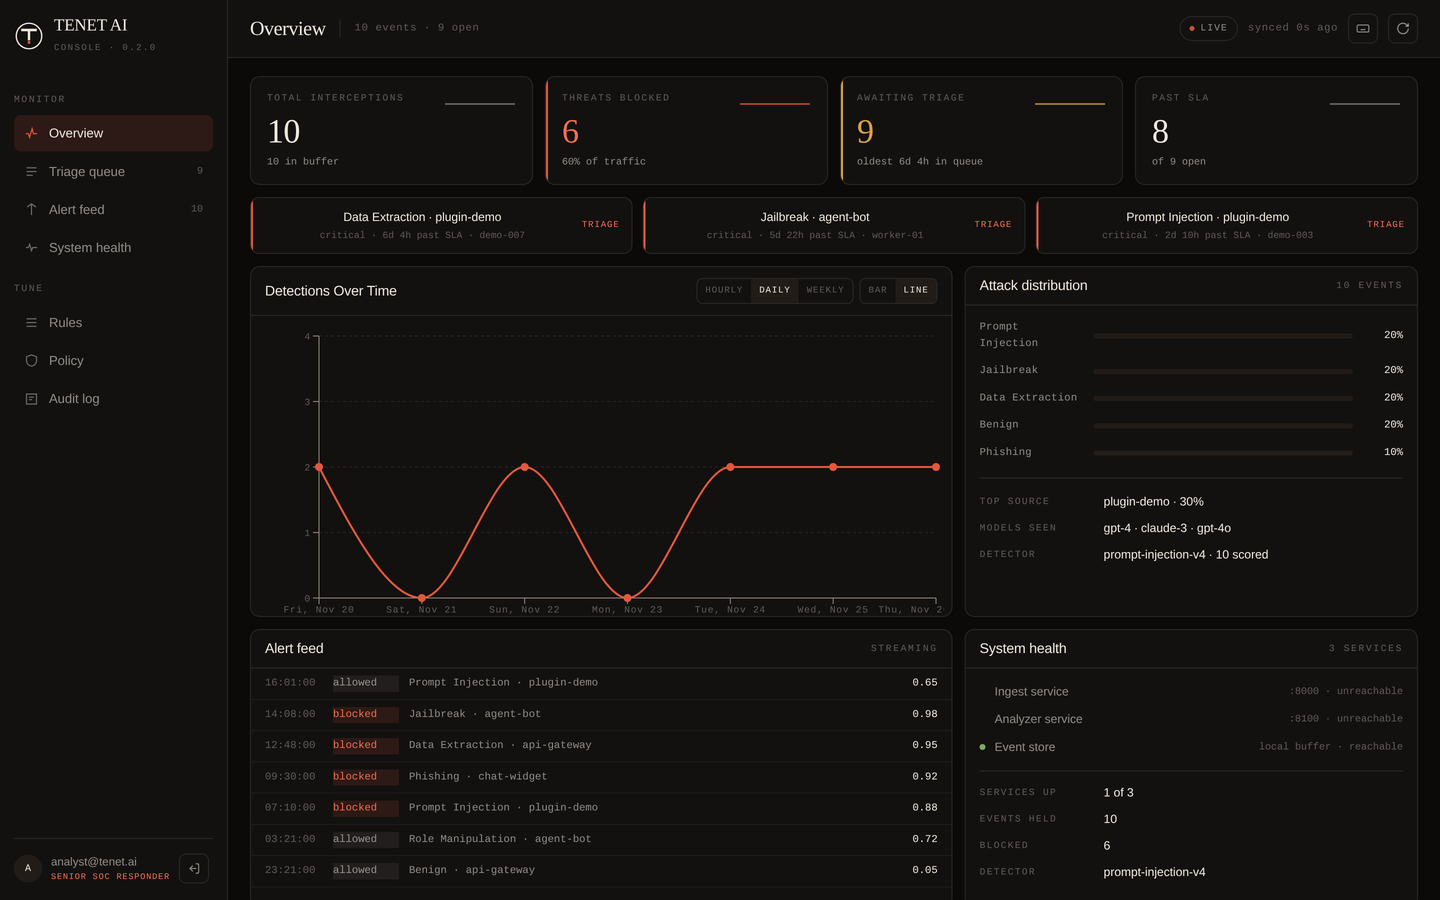 TENET AI
CONSOLE · 0.2.0
MONITOR
Overview
Triage queue 9
Alert feed 10
System health
TUNE
Rules
Policy
Audit log
A
analyst@tenet.ai
SENIOR SOC RESPONDER
Overview
10 events · 9 open
LIVE
synced 0s ago
TOTAL INTERCEPTIONS
10
10 in buffer
THREATS BLOCKED
6
60% of traffic
AWAITING TRIAGE
9
oldest 6d 4h in queue
PAST SLA
8
of 9 open
Data Extraction · plugin-demo
critical · 6d 4h past SLA · demo-007
TRIAGE
Jailbreak · agent-bot
critical · 5d 22h past SLA · worker-01
TRIAGE
Prompt Injection · plugin-demo
critical · 2d 10h past SLA · demo-003
TRIAGE
Detections Over Time
HOURLY DAILY WEEKLY
BAR LINE
4
3
2
1
0
Fri, Nov 20 Sat, Nov 21 Sun, Nov 22 Mon, Nov 23 Tue, Nov 24 Wed, Nov 25 Thu, Nov 2
Attack distribution
10 EVENTS
Prompt
Injection 20%
Jailbreak 20%
Data Extraction 20%
Benign 20%
Phishing 10%
TOP SOURCE plugin-demo · 30%
MODELS SEEN gpt-4 · claude-3 · gpt-4o
DETECTOR prompt-injection-v4 · 10 scored
Alert feed
STREAMING
16:01:00 allowed Prompt Injection · plugin-demo 0.65
14:08:00 blocked Jailbreak · agent-bot 0.98
12:48:00 blocked Data Extraction · api-gateway 0.95
09:30:00 blocked Phishing · chat-widget 0.92
07:10:00 blocked Prompt Injection · plugin-demo 0.88
03:21:00 allowed Role Manipulation · agent-bot 0.72
23:21:00 allowed Benign · api-gateway 0.05
System health
3 SERVICES
Ingest service :8000 · unreachable
Analyzer service :8100 · unreachable
Event store local buffer · reachable
SERVICES UP 1 of 3
EVENTS HELD 10
BLOCKED 6
DETECTOR prompt-injection-v4